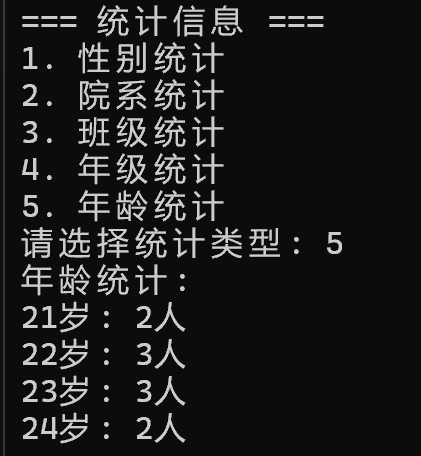 === 统计信息 ===
1. 性别统计
2. 院系统计
3. 班级统计
4. 年级统计
5. 年龄统计
请选择统计类型: 5
年龄统计:
21岁: 2人
22岁: 3人
23岁: 3人
24岁: 2人